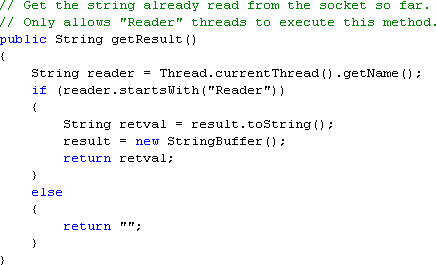 // Get the string already read from the socket so far.
// Only allows "Reader" threads to execute this method.
public String getResult()
{
    String reader = Thread.currentThread().getName();
    if (reader.startsWith("Reader"))
    {
        String retval = result.toString();
        result = new StringBuffer();
        return retval;
    }
    else
    {
        return "";
    }
}